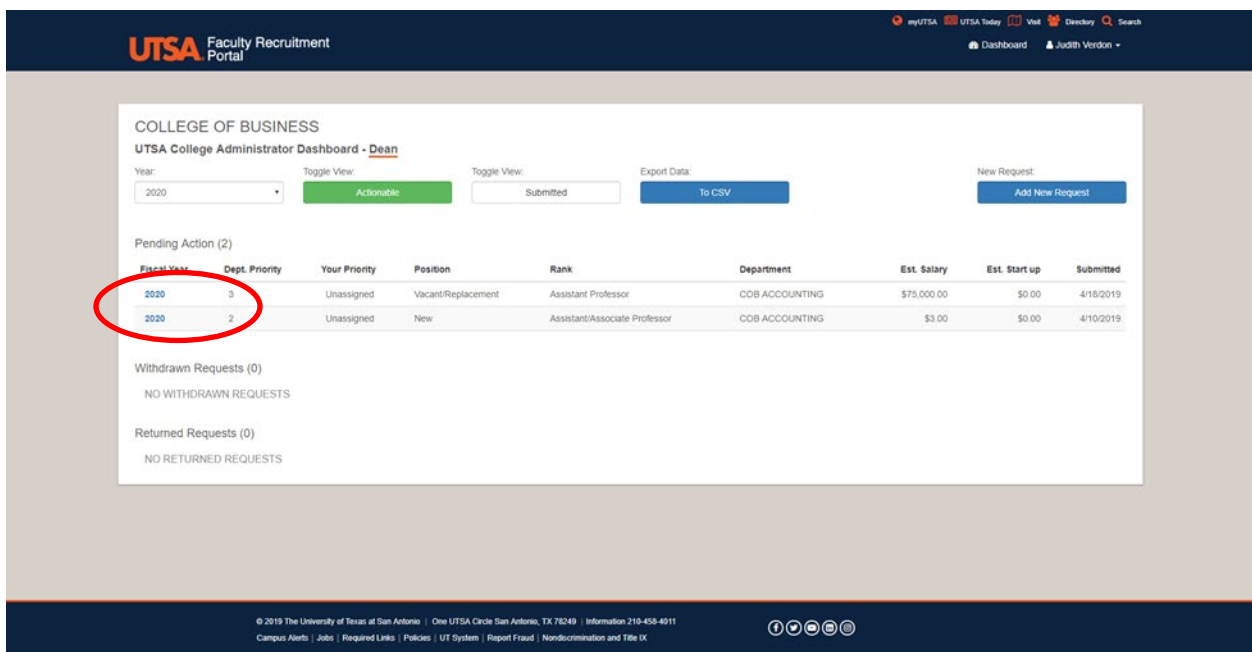 myUTSA UTSA Today Visit Directory Search
UTSA Faculty Recruitment
Portal
Dashboard Judith Verdon
COLLEGE OF BUSINESS
UTSA College Administrator Dashboard - Dean
Year: Toggle View: Toggle View: Export Data: New Request:
2020 Actionable Submitted To CSV Add New Request
Pending Action (2)
Fiscal Year Dept. Priority Your Priority Position Rank Department Est. Salary Est. Start up Submitted
2020 3 Unassigned Vacant/Replacement Assistant Professor COB ACCOUNTING $75,000.00 $0.00 4/18/2019
2020 2 Unassigned New Assistant/Associate Professor COB ACCOUNTING $3.00 $0.00 4/10/2019
Withdrawn Requests (0)
NO WITHDRAWN REQUESTS
Returned Requests (0)
NO RETURNED REQUESTS
© 2019 The University of Texas at San Antonio | One UTSA Circle San Antonio, TX 78249 | Information 210-458-4011
Campus Alerts | Jobs | Required Links | Policies | UT System | Report Fraud | Nondiscrimination and Title IX